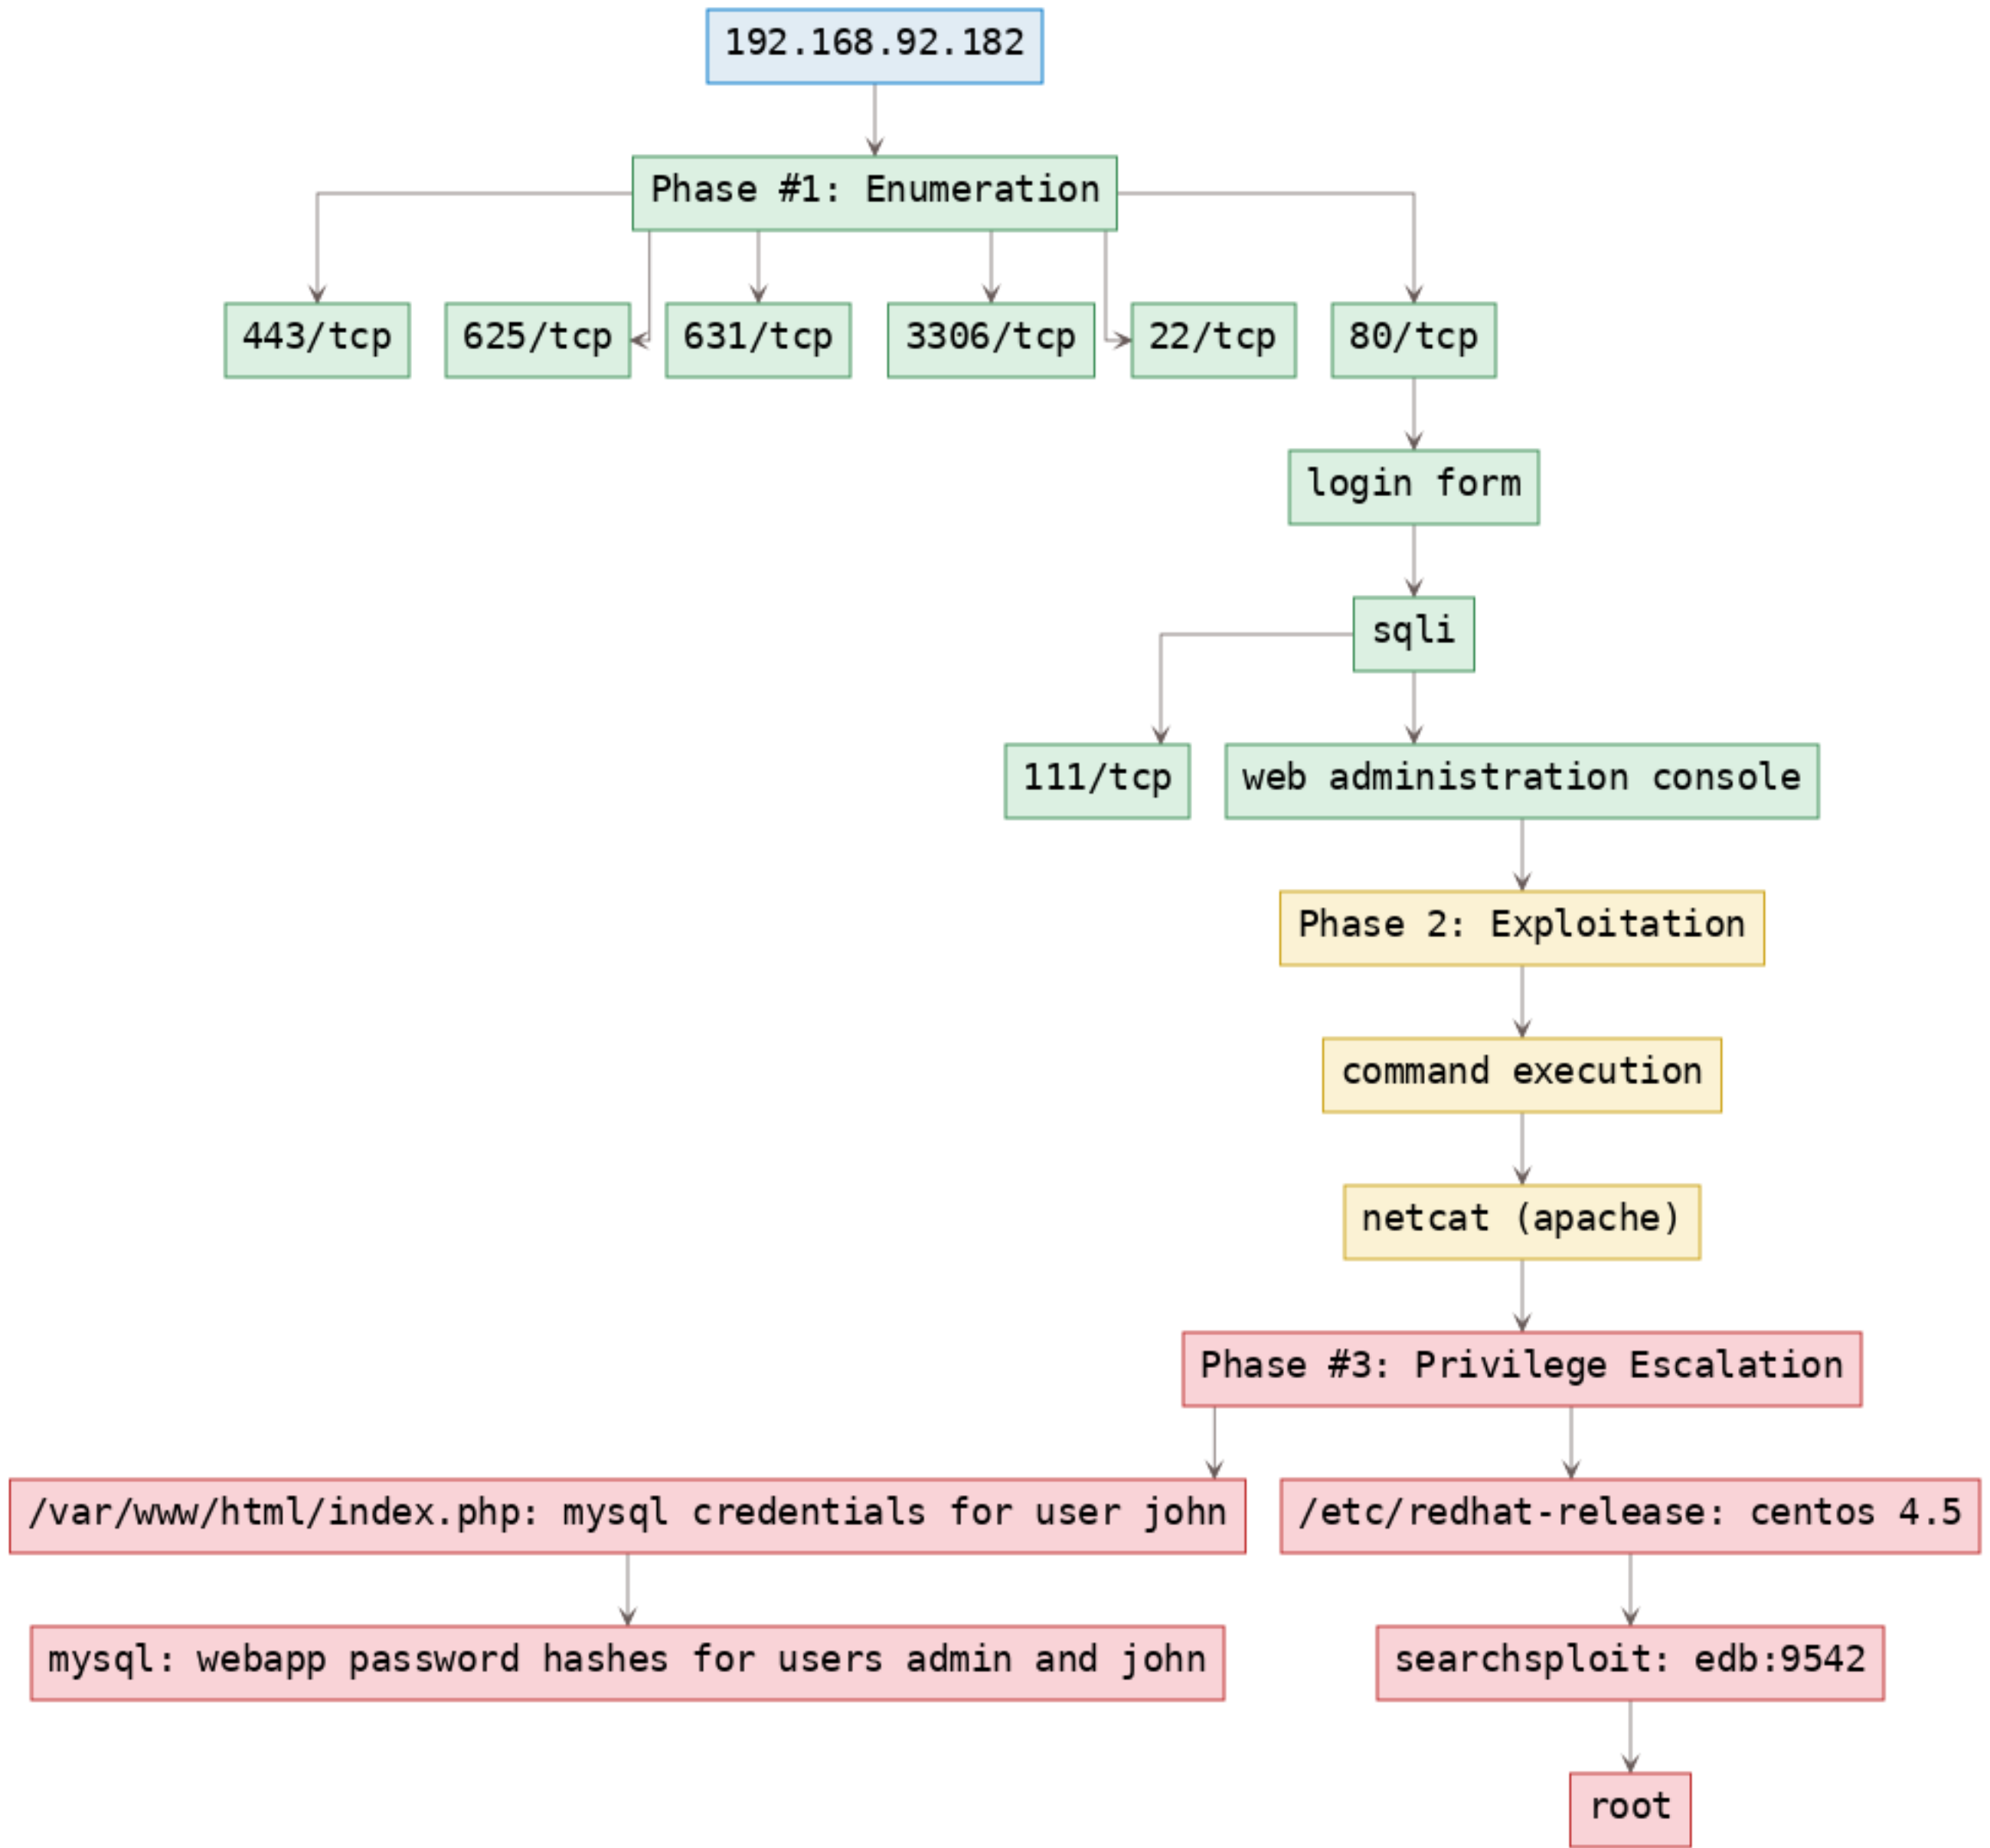 192.168.92.182
Phase #1: Enumeration
443/tcp
625/tcp
631/tcp
3306/tcp
22/tcp
80/tcp
login form
sqli
111/tcp
web administration console
Phase 2: Exploitation
command execution
netcat (apache)
Phase #3: Privilege Escalation
/var/www/html/index.php: mysql credentials for user john
/etc/redhat-release: centos 4.5
mysql: webapp password hashes for users admin and john
searchsploit: edb:9542
root